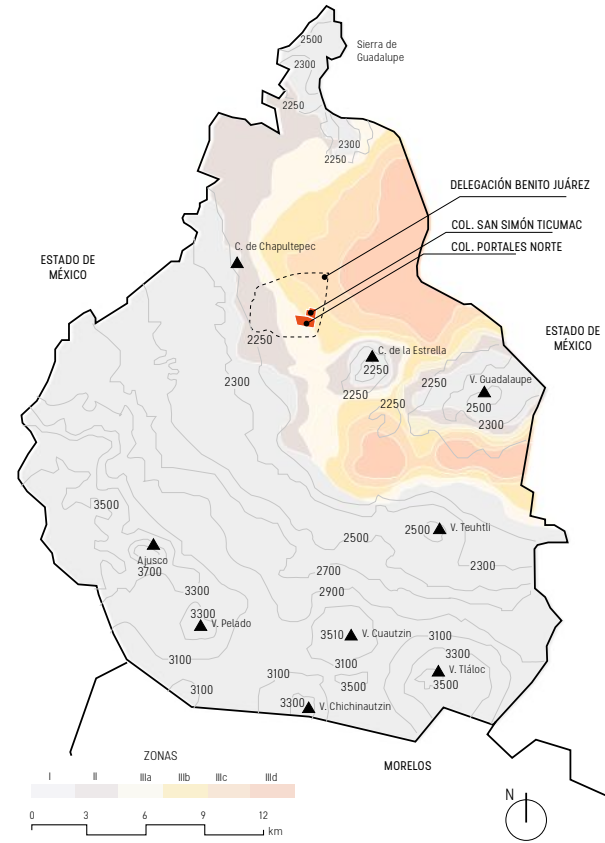 2500
Sierra de
Guadalupe
2300
2250
2300
2250
DELEGACIÓN BENITO JUÁREZ
COL. SAN SIMÓN TICUMAC
C. de Chapultepec
COL. PORTALES NORTE
ESTADO DE
MÉXICO
ESTADO DE
MÉXICO
2250
C. de la Estrella
2250
2300
2250
V. Guadalaupe
2250
2250
2500
2300
3500
2500
V. Teuhtli
2500
Ajusco
3700
2700
2300
3300
2900
3300
V. Pelado
3510
V. Cuautzin
3100
3300
3100
3100
V. Tláloc
3100
3500
3500
3100
3300
V. Chichinautzin
ZONAS
MORELOS
I II IIIa IIIb IIIc IIId
N
0 3 6 9 12
km